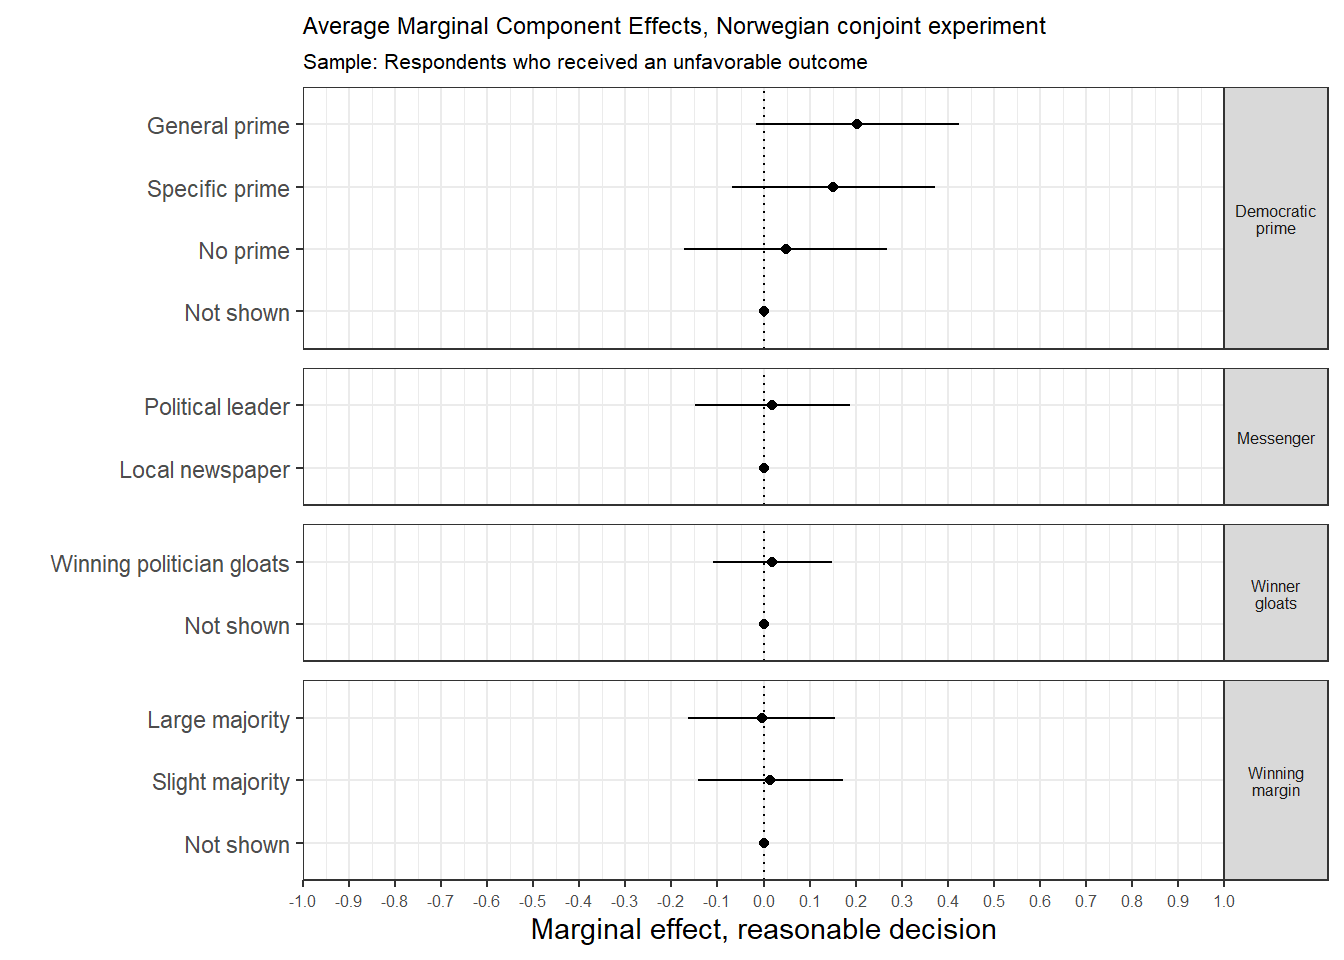 Average Marginal Component Effects, Norwegian conjoint experiment
Sample: Respondents who received an unfavorable outcome
General prime
Specific prime
No prime
Not shown
Democratic
prime
Political leader
Local newspaper
Messenger
Winning politician gloats
Not shown
Winner
gloats
Large majority
Slight majority
Not shown
Winning
margin
-1.0 -0.9 -0.8 -0.7 -0.6 -0.5 -0.4 -0.3 -0.2 -0.1 0.0 0.1 0.2 0.3 0.4 0.5 0.6 0.7 0.8 0.9 1.0
Marginal effect, reasonable decision